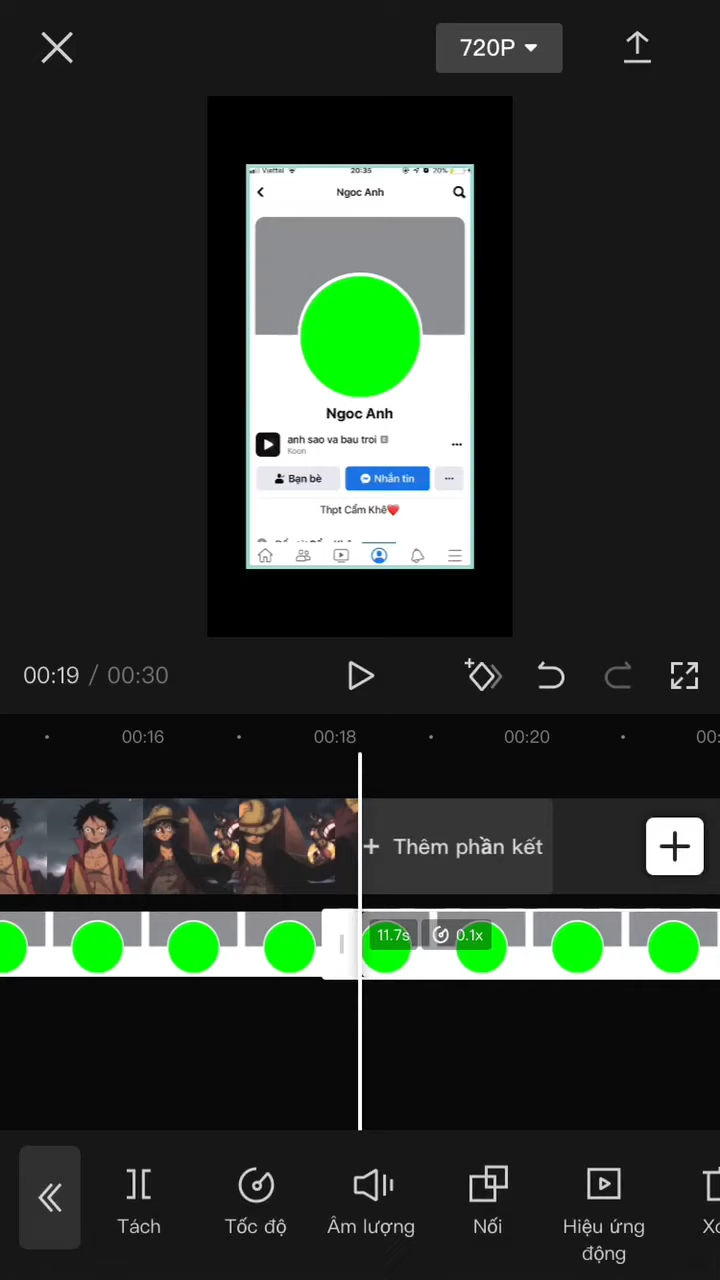 720P
Viettel 20:35 20%
Ngoc Anh
Ngoc Anh
anh sao va bau troi E
Koon
Bạn bè Nhắn tin
Thpt Cẩm Khê❤️
00:19 / 00:30
00:16 00:18 00:20 00:
+ Thêm phần kết
11.7s 0.1x
Tách Tốc độ Âm lượng Nối Hiệu ứng
động